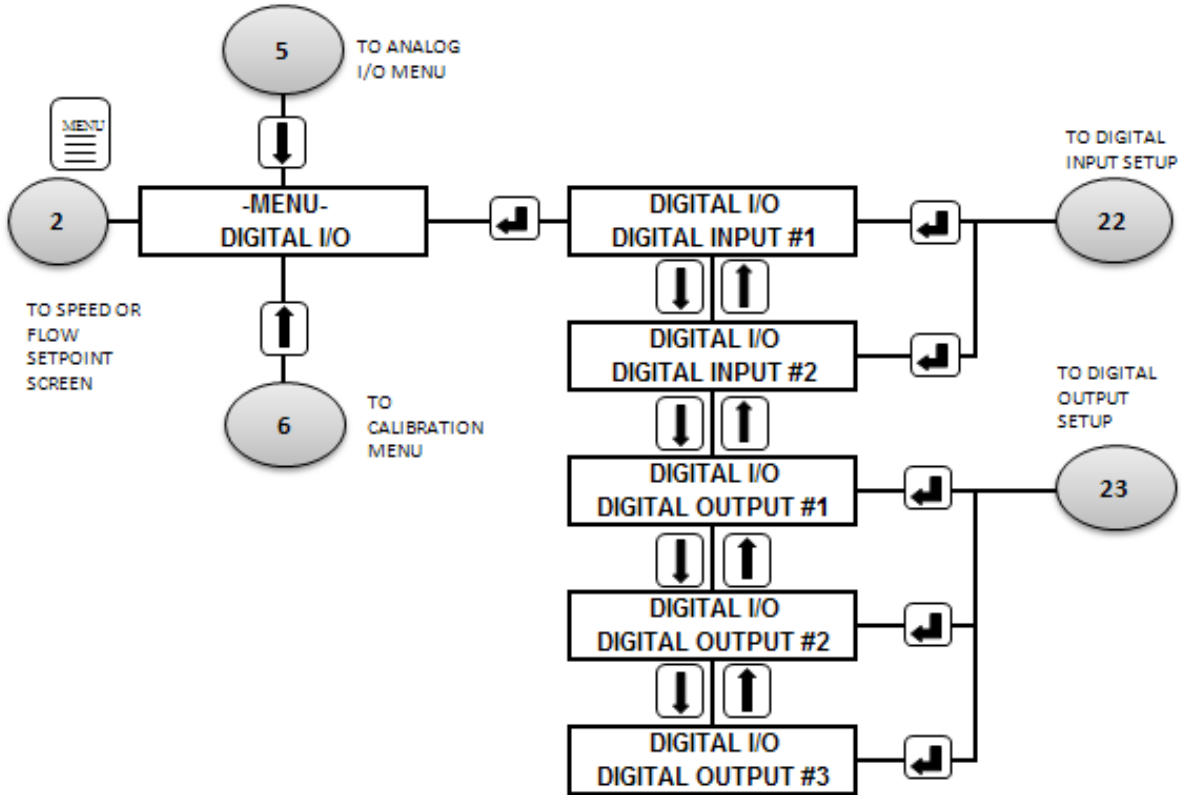 5
TO ANALOG
I/O MENU
MENU
2
-MENU-
DIGITAL I/O
TO SPEED OR
FLOW
SETPOINT
SCREEN
6
TO
CALIBRATION
MENU
DIGITAL I/O
DIGITAL INPUT #1
DIGITAL I/O
DIGITAL INPUT #2
DIGITAL I/O
DIGITAL OUTPUT #1
DIGITAL I/O
DIGITAL OUTPUT #2
DIGITAL I/O
DIGITAL OUTPUT #3
TO DIGITAL
INPUT SETUP
22
TO DIGITAL
OUTPUT
SETUP
23